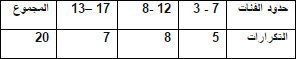 حدود الفئات 7 - 3 12 -8 17 –13 المجموع
التكرارات 5 8 7 20